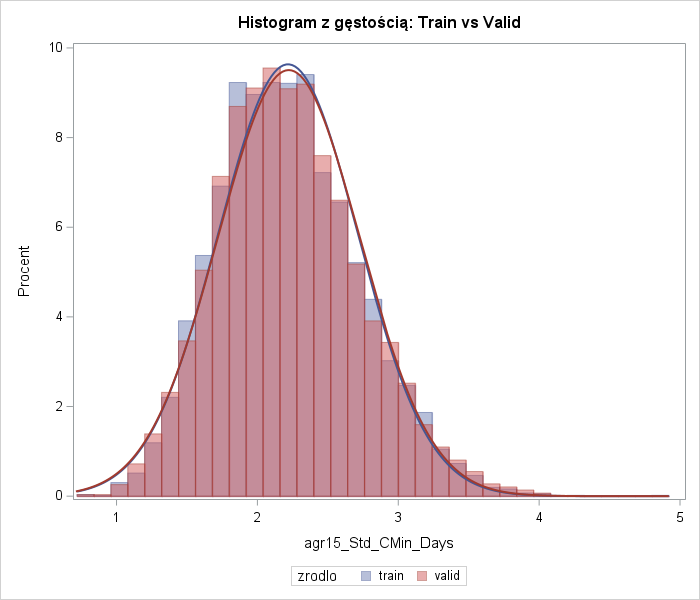 Histogram z gęstością: Train vs Valid
10
8
6
4
2
0
Procent
1 2 3 4 5
agr15_Std_CMin_Days
zrodlo train valid